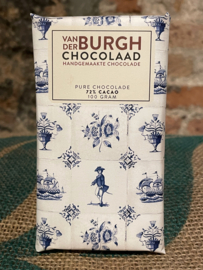 VAN DER BURGH
CHOCOLAAD
HANDGEMAAKTE CHOCOLADE
PURE CHOCOLADE
72% CACAO
100 GRAM